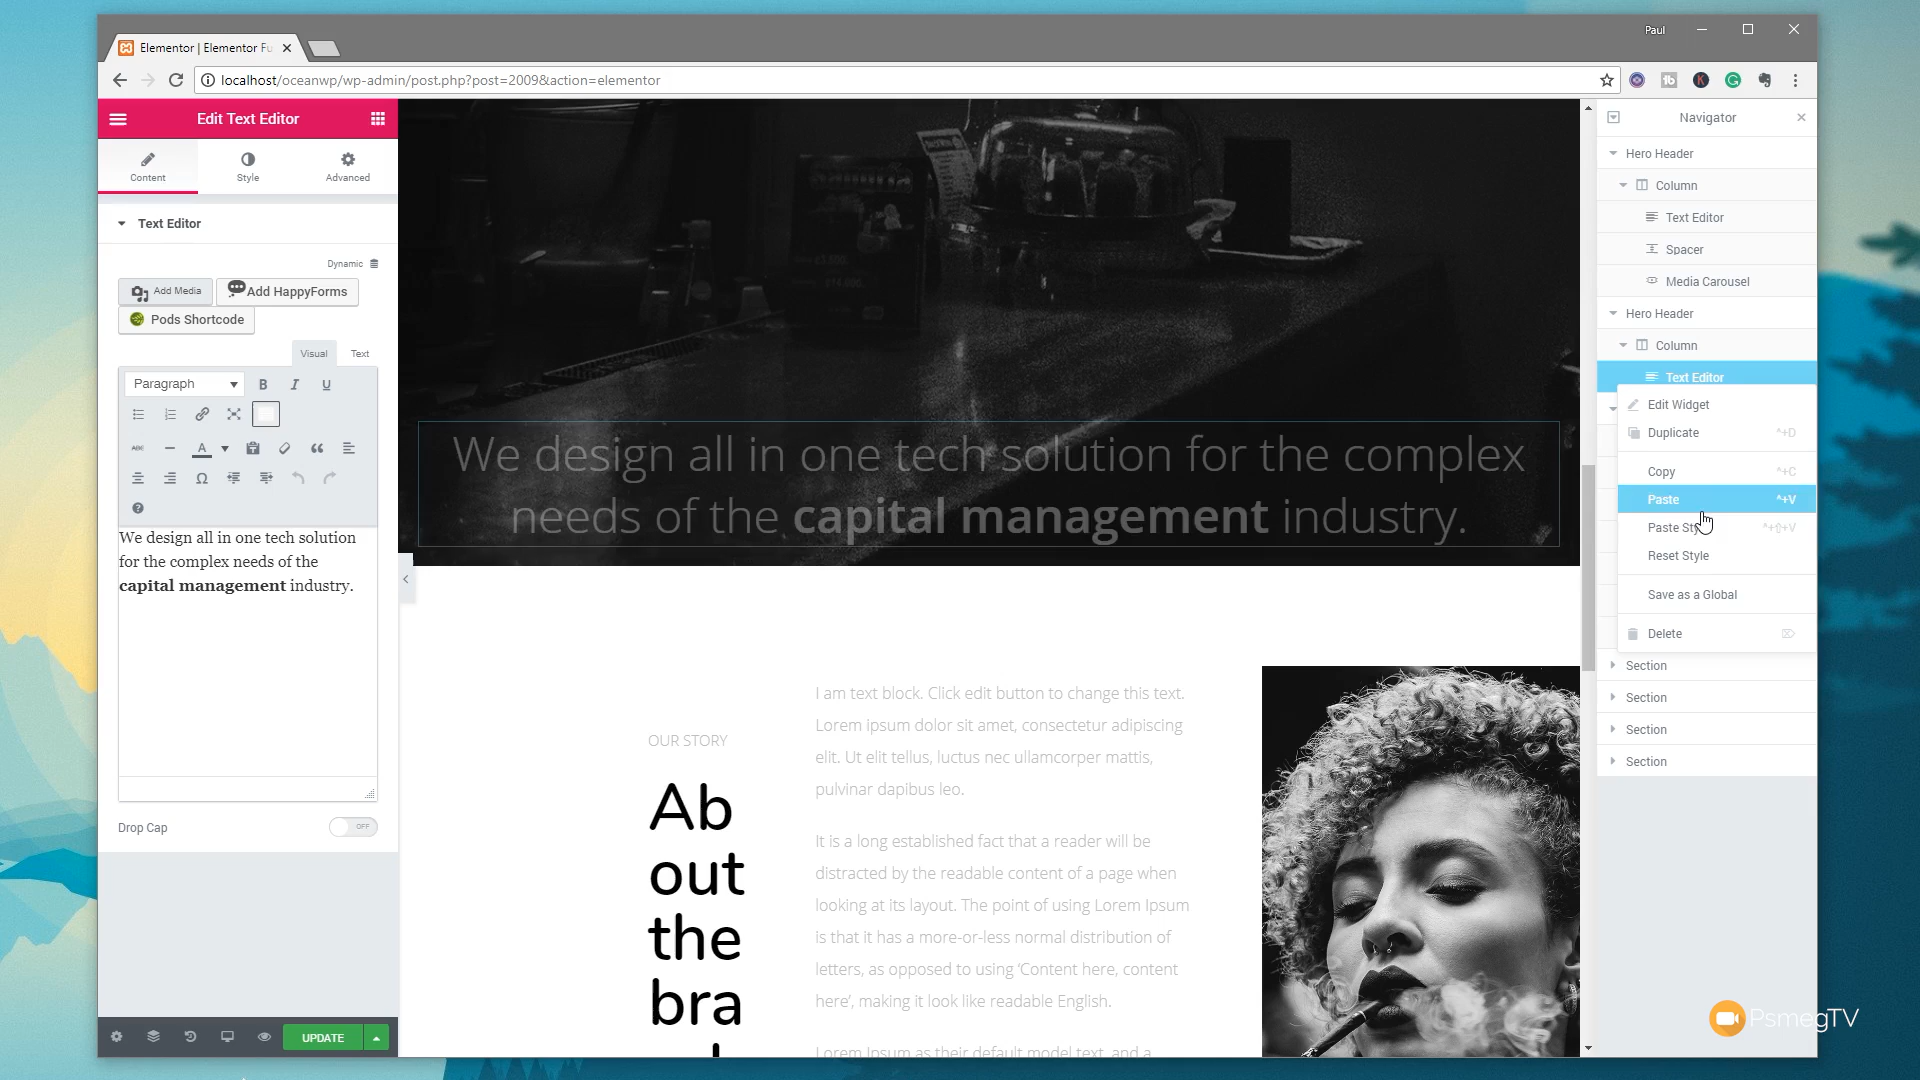 Paul
Elementor | Elementor Fu
localhost/oceanwp/wp-admin/post.php?post=2009&action=elementor
Edit Text Editor
Content
Style
Advanced
Text Editor
Dynamic
Add Media
Add HappyForms
Pods Shortcode
Visual
Text
Paragraph
B
I
U
ABC
A
We design all in one tech solution
for the complex needs of the
capital management industry.
Drop Cap
OFF
UPDATE
We design all in one tech solution for the complex
needs of the capital management industry.
OUR STORY
Ab
out
the
bra
I am text block. Click edit button to change this text.
Lorem ipsum dolor sit amet, consectetur adipiscing
elit. Ut elit tellus, luctus nec ullamcorper mattis,
pulvinar dapibus leo.
It is a long established fact that a reader will be
distracted by the readable content of a page when
looking at its layout. The point of using Lorem Ipsum
is that it has a more-or-less normal distribution of
letters, as opposed to using ‘Content here, content
here’, making it look like readable English.
Lorem Ipsum as their default model text, and a
Navigator
Hero Header
Column
Text Editor
Spacer
Media Carousel
Hero Header
Column
Text Editor
Edit Widget
Duplicate ^+D
Copy ^+C
Paste ^+V
Paste Sty ^+⇧+V
Reset Style
Save as a Global
Delete
Section
Section
Section
Section
PsmegTV